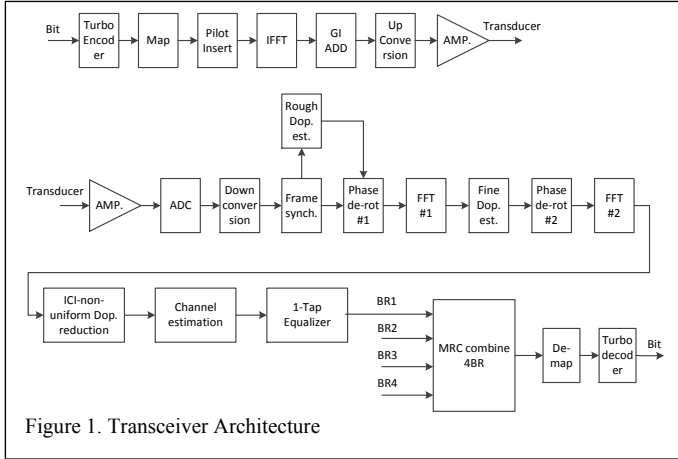 Bit
Turbo
Encod
er
Map
Pilot
Insert
IFFT
GI
ADD
Up
Conver
sion
AMP.
Transducer
Rough
Dop.
est.
Transducer
AMP.
ADC
Down
conver
sion
Frame
synch.
Phase
de-rot
#1
FFT
#1
Fine
Dop.
est.
Phase
de-rot
#2
FFT
#2
ICI-non-
uniform Dop.
reduction
Channel
estimation
1-Tap
Equalizer
BR1
BR2
BR3
BR4
MRC combine
4BR
De-
map
Turbo
decod
er
Bit
Figure 1. Transceiver Architecture